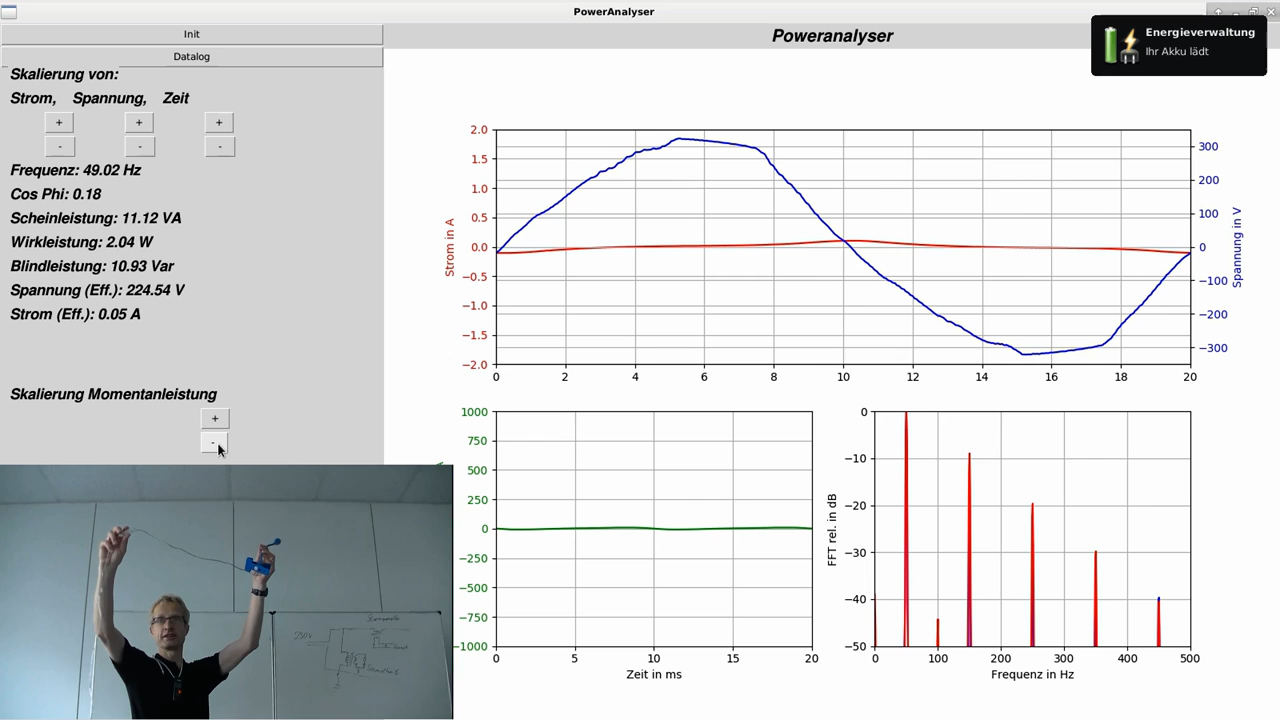 PowerAnalyser
Init
Datalog
Skalierung von:
Strom, Spannung, Zeit
+ + +
- - -
Frequenz: 49.02 Hz
Cos Phi: 0.18
Scheinleistung: 11.12 VA
Wirkleistung: 2.04 W
Blindleistung: 10.93 Var
Spannung (Eff.): 224.54 V
Strom (Eff.): 0.05 A
Skalierung Momentanleistung
+
-
Poweranalyser
Energieverwaltung
Ihr Akku lädt
Strom in A
2.0
1.5
1.0
0.5
0.0
−0.5
−1.0
−1.5
−2.0
0 2 4 6 8 10 12 14 16 18 20
300
200
100
0
−100
−200
−300
Spannung in V
1000
750
500
250
0
−250
−500
−750
−1000
0 5 10 15 20
Zeit in ms
FFT rel. in dB
0
−10
−20
−30
−40
−50
0 100 200 300 400 500
Frequenz in Hz
230V